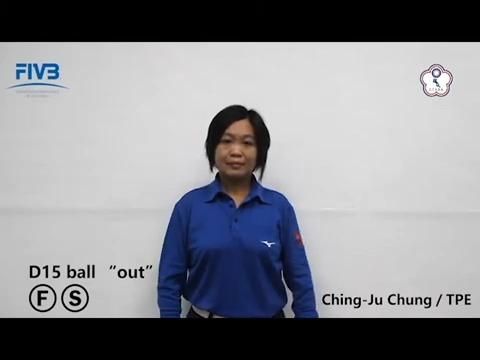 FIVB
D15 ball “out”
F S
Ching-Ju Chung / TPE